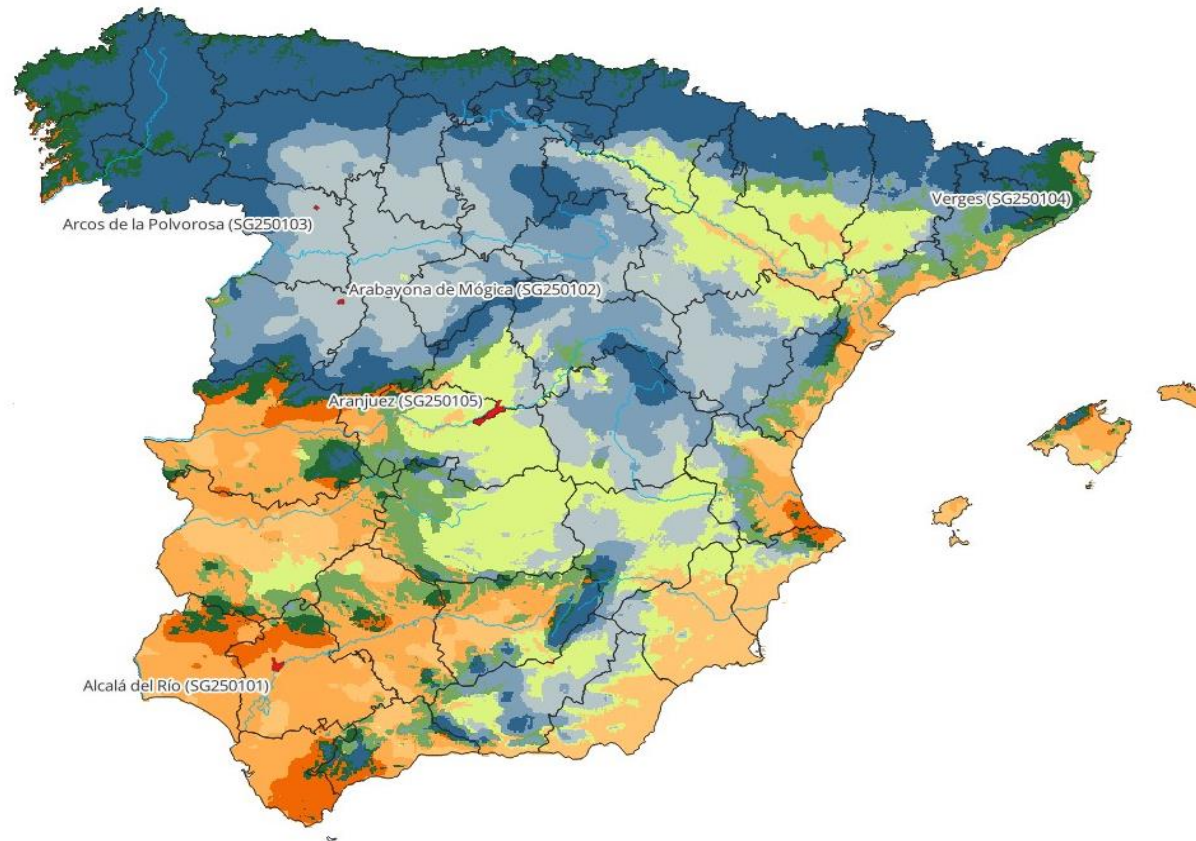 Verges (SG250104)
Arcos de la Polvorosa (SG250103)
Arabayona de Mógica (SG250102)
Aranjuez (SG250105)
Alcalá del Río (SG250101)